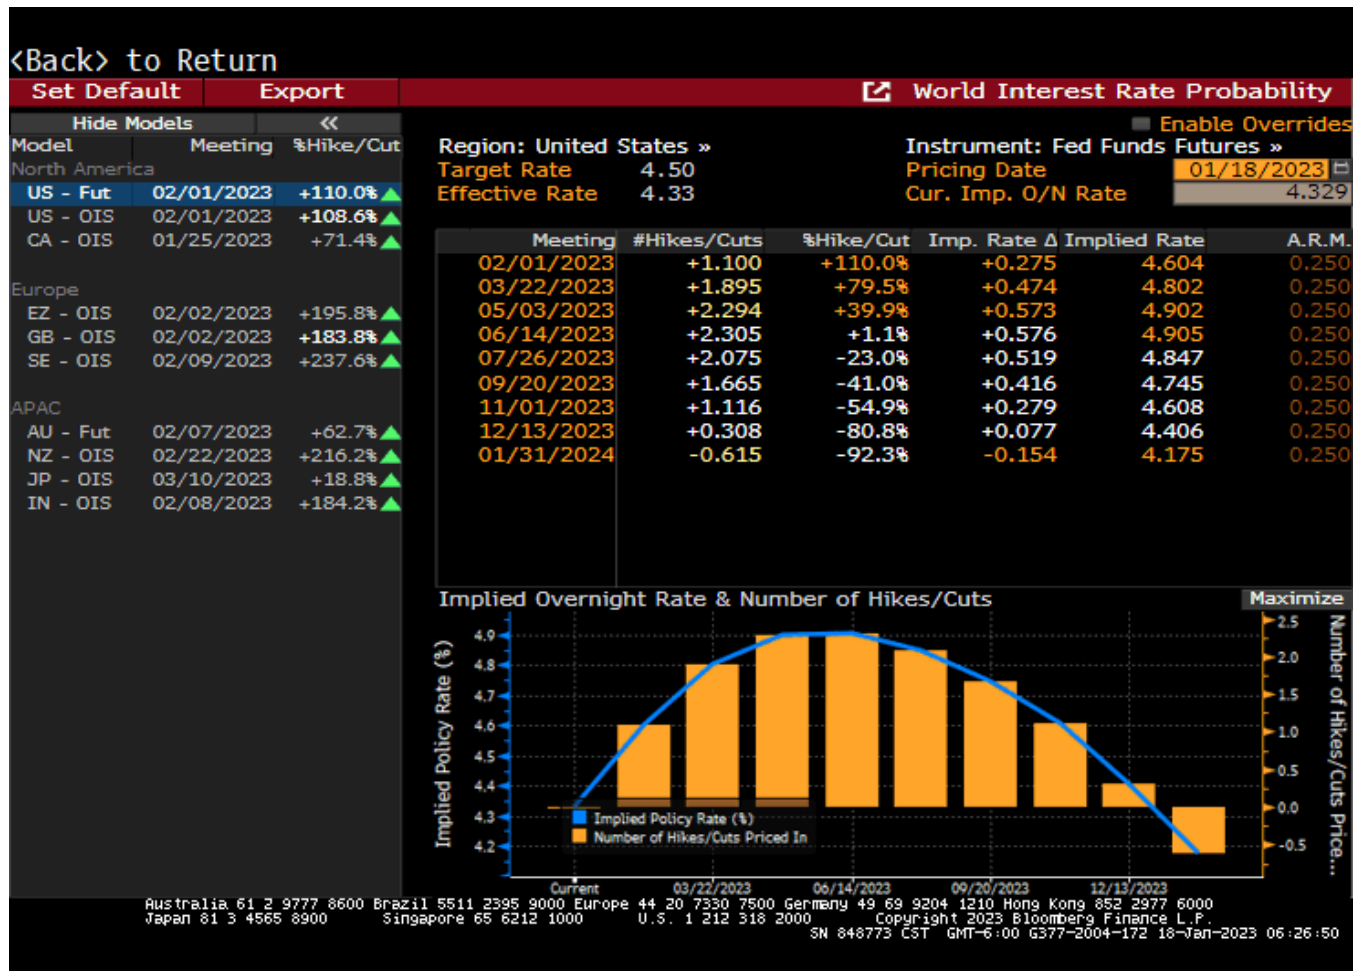 <Back> to Return
Set Default Export World Interest Rate Probability
Hide Models «
Enable Overrides
Model Meeting %Hike/Cut
North America
US - Fut 02/01/2023 +110.0%
US - OIS 02/01/2023 +108.6%
CA - OIS 01/25/2023 +71.4%
Europe
EZ - OIS 02/02/2023 +195.8%
GB - OIS 02/02/2023 +183.8%
SE - OIS 02/09/2023 +237.6%
APAC
AU - Fut 02/07/2023 +62.7%
NZ - OIS 02/22/2023 +216.2%
JP - OIS 03/10/2023 +18.8%
IN - OIS 02/08/2023 +184.2%
Region: United States » Instrument: Fed Funds Futures »
Target Rate 4.50 Pricing Date 01/18/2023
Effective Rate 4.33 Cur. Imp. O/N Rate 4.329
Meeting #Hikes/Cuts %Hike/Cut Imp. Rate Δ Implied Rate A.R.M.
02/01/2023 +1.100 +110.0% +0.275 4.604 0.250
03/22/2023 +1.895 +79.5% +0.474 4.802 0.250
05/03/2023 +2.294 +39.9% +0.573 4.902 0.250
06/14/2023 +2.305 +1.1% +0.576 4.905 0.250
07/26/2023 +2.075 -23.0% +0.519 4.847 0.250
09/20/2023 +1.665 -41.0% +0.416 4.745 0.250
11/01/2023 +1.116 -54.9% +0.279 4.608 0.250
12/13/2023 +0.308 -80.8% +0.077 4.406 0.250
01/31/2024 -0.615 -92.3% -0.154 4.175 0.250
Implied Overnight Rate & Number of Hikes/Cuts Maximize
Implied Policy Rate (%)
4.9
4.8
4.7
4.6
4.5
4.4
4.3
4.2
Implied Policy Rate (%)
Number of Hikes/Cuts Priced In
2.5
2.0
1.5
1.0
0.5
0.0
-0.5
Number of Hikes/Cuts Price...
Current 03/22/2023 06/14/2023 09/20/2023 12/13/2023
Australia 61 2 9777 8600 Brazil 5511 2395 9000 Europe 44 20 7330 7500 Germany 49 69 9204 1210 Hong Kong 852 2977 6000
Japan 81 3 4565 8900 Singapore 65 6212 1000 U.S. 1 212 318 2000 Copyright 2023 Bloomberg Finance L.P.
SN 848773 CST GMT-6:00 G377-2004-172 18-Jan-2023 06:26:50